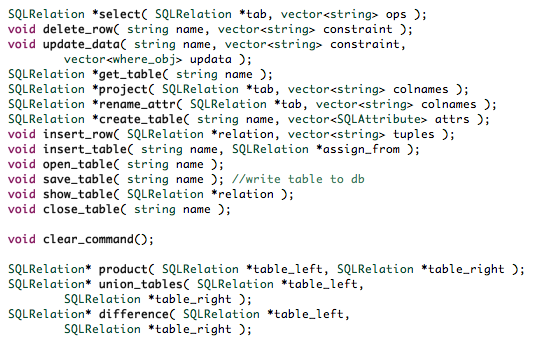 SQLRelation *select( SQLRelation *tab, vector<string> ops );
void delete_row( string name, vector<string> constraint );
void update_data( string name, vector<string> constraint,
        vector<where_obj> updata );
SQLRelation *get_table( string name );
SQLRelation *project( SQLRelation *tab, vector<string> colnames );
SQLRelation *rename_attr( SQLRelation *tab, vector<string> colnames );
SQLRelation *create_table( string name, vector<SQLAttribute> attrs );
void insert_row( SQLRelation *relation, vector<string> tuples );
void insert_table( string name, SQLRelation *assign_from );
void open_table( string name );
void save_table( string name ); //write table to db
void show_table( SQLRelation *relation );
void close_table( string name );

void clear_command();

SQLRelation* product( SQLRelation *table_left, SQLRelation *table_right );
SQLRelation* union_tables( SQLRelation *table_left,
        SQLRelation *table_right );
SQLRelation* difference( SQLRelation *table_left,
        SQLRelation *table_right );